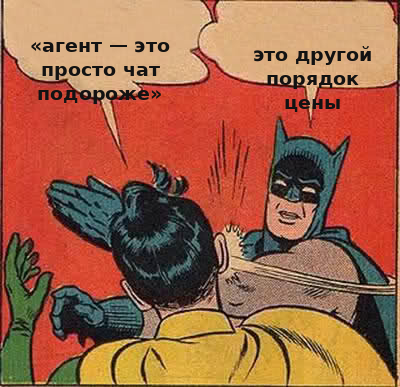 «агент — это
просто чат
подороже»
это другой
порядок
цены